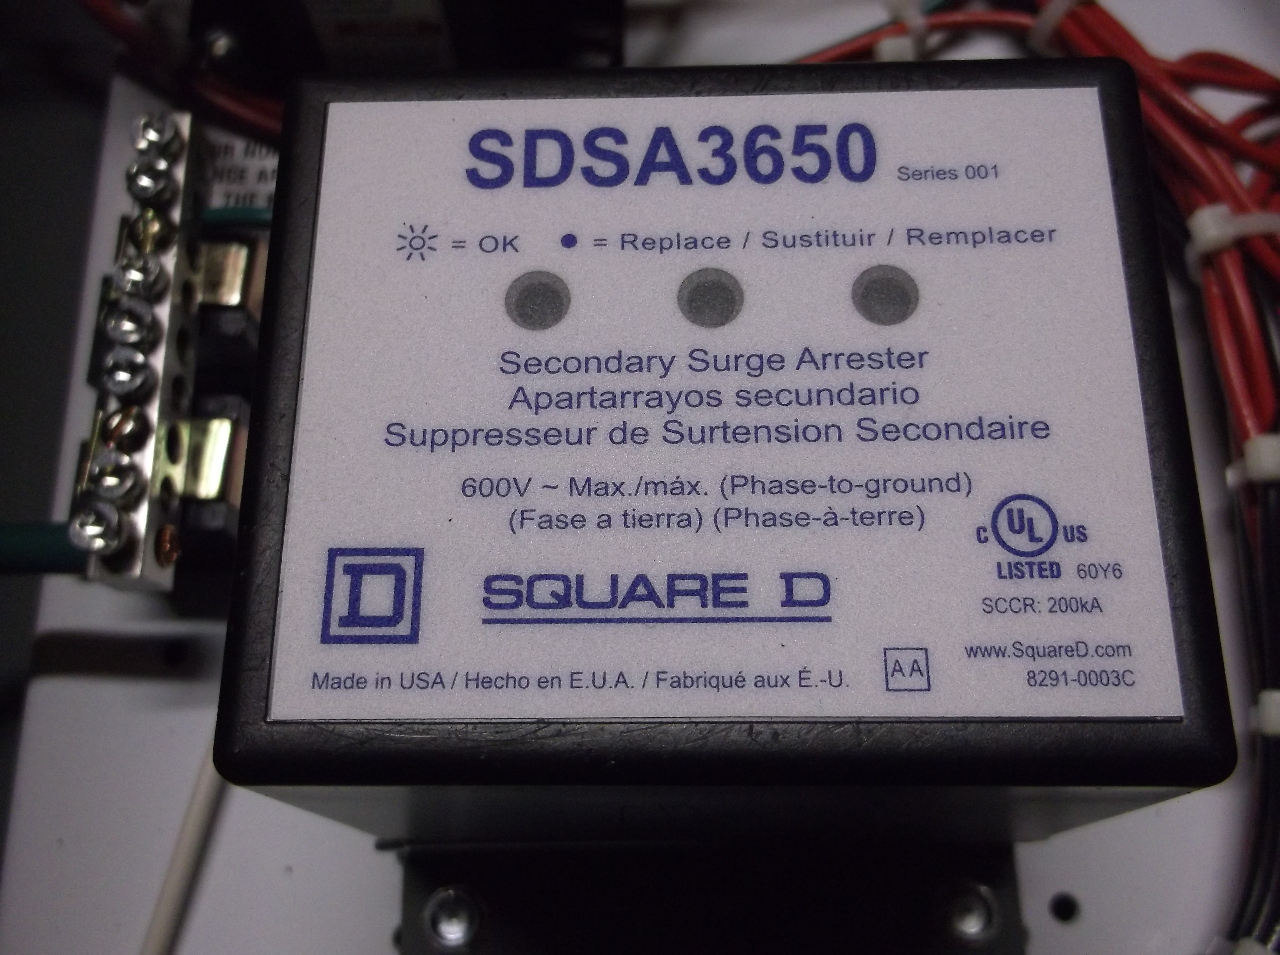 SDSA3650 Series 001
= OK ● = Replace / Sustituir / Remplacer
Secondary Surge Arrester
Apartarrayos secundario
Suppresseur de Surtension Secondaire
600V ~ Max./máx. (Phase-to-ground)
(Fase a tierra) (Phase-à-terre)
C UL US
LISTED 60Y6
SCCR: 200kA
D SQUARE D
www.SquareD.com
8291-0003C
Made in USA / Hecho en E.U.A. / Fabriqué aux É.-U.
AA
THE